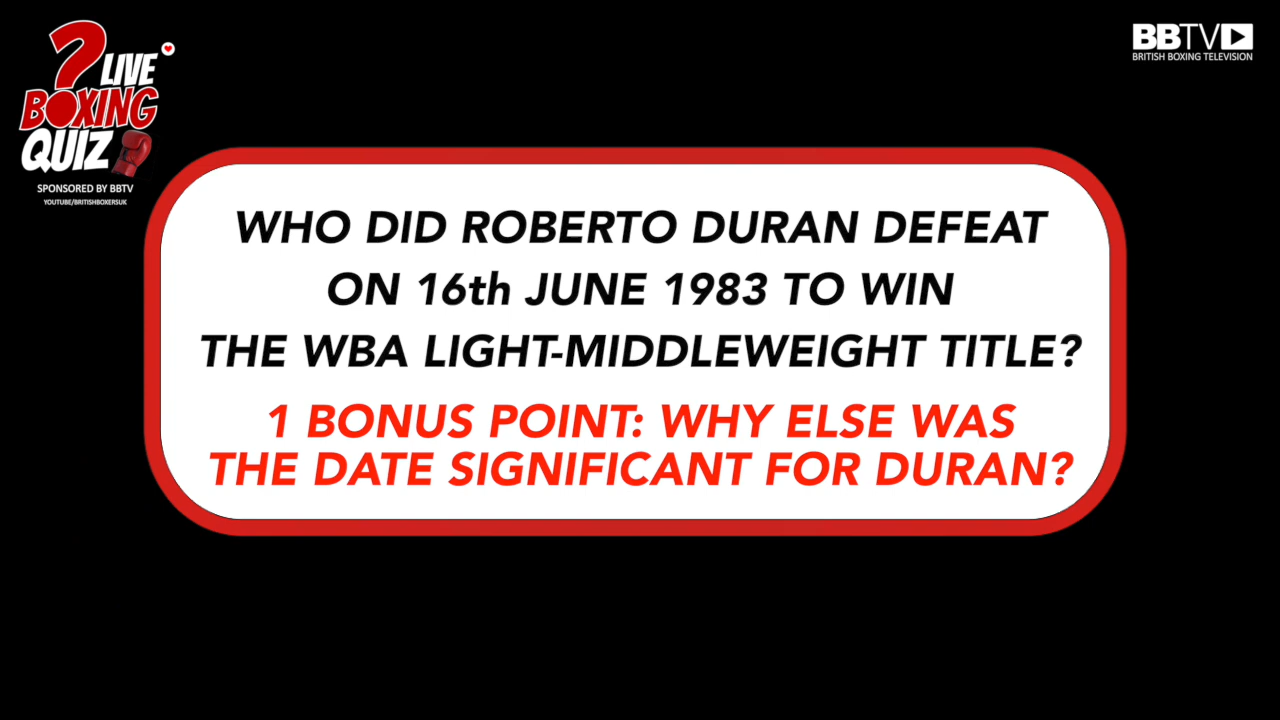 ? LIVE
BOXING
QUIZ
SPONSORED BY BBTV
YOUTUBE/BRITISHBOXERSUK
BBTV
BRITISH BOXING TELEVISION
WHO DID ROBERTO DURAN DEFEAT
ON 16th JUNE 1983 TO WIN
THE WBA LIGHT-MIDDLEWEIGHT TITLE?
1 BONUS POINT: WHY ELSE WAS
THE DATE SIGNIFICANT FOR DURAN?